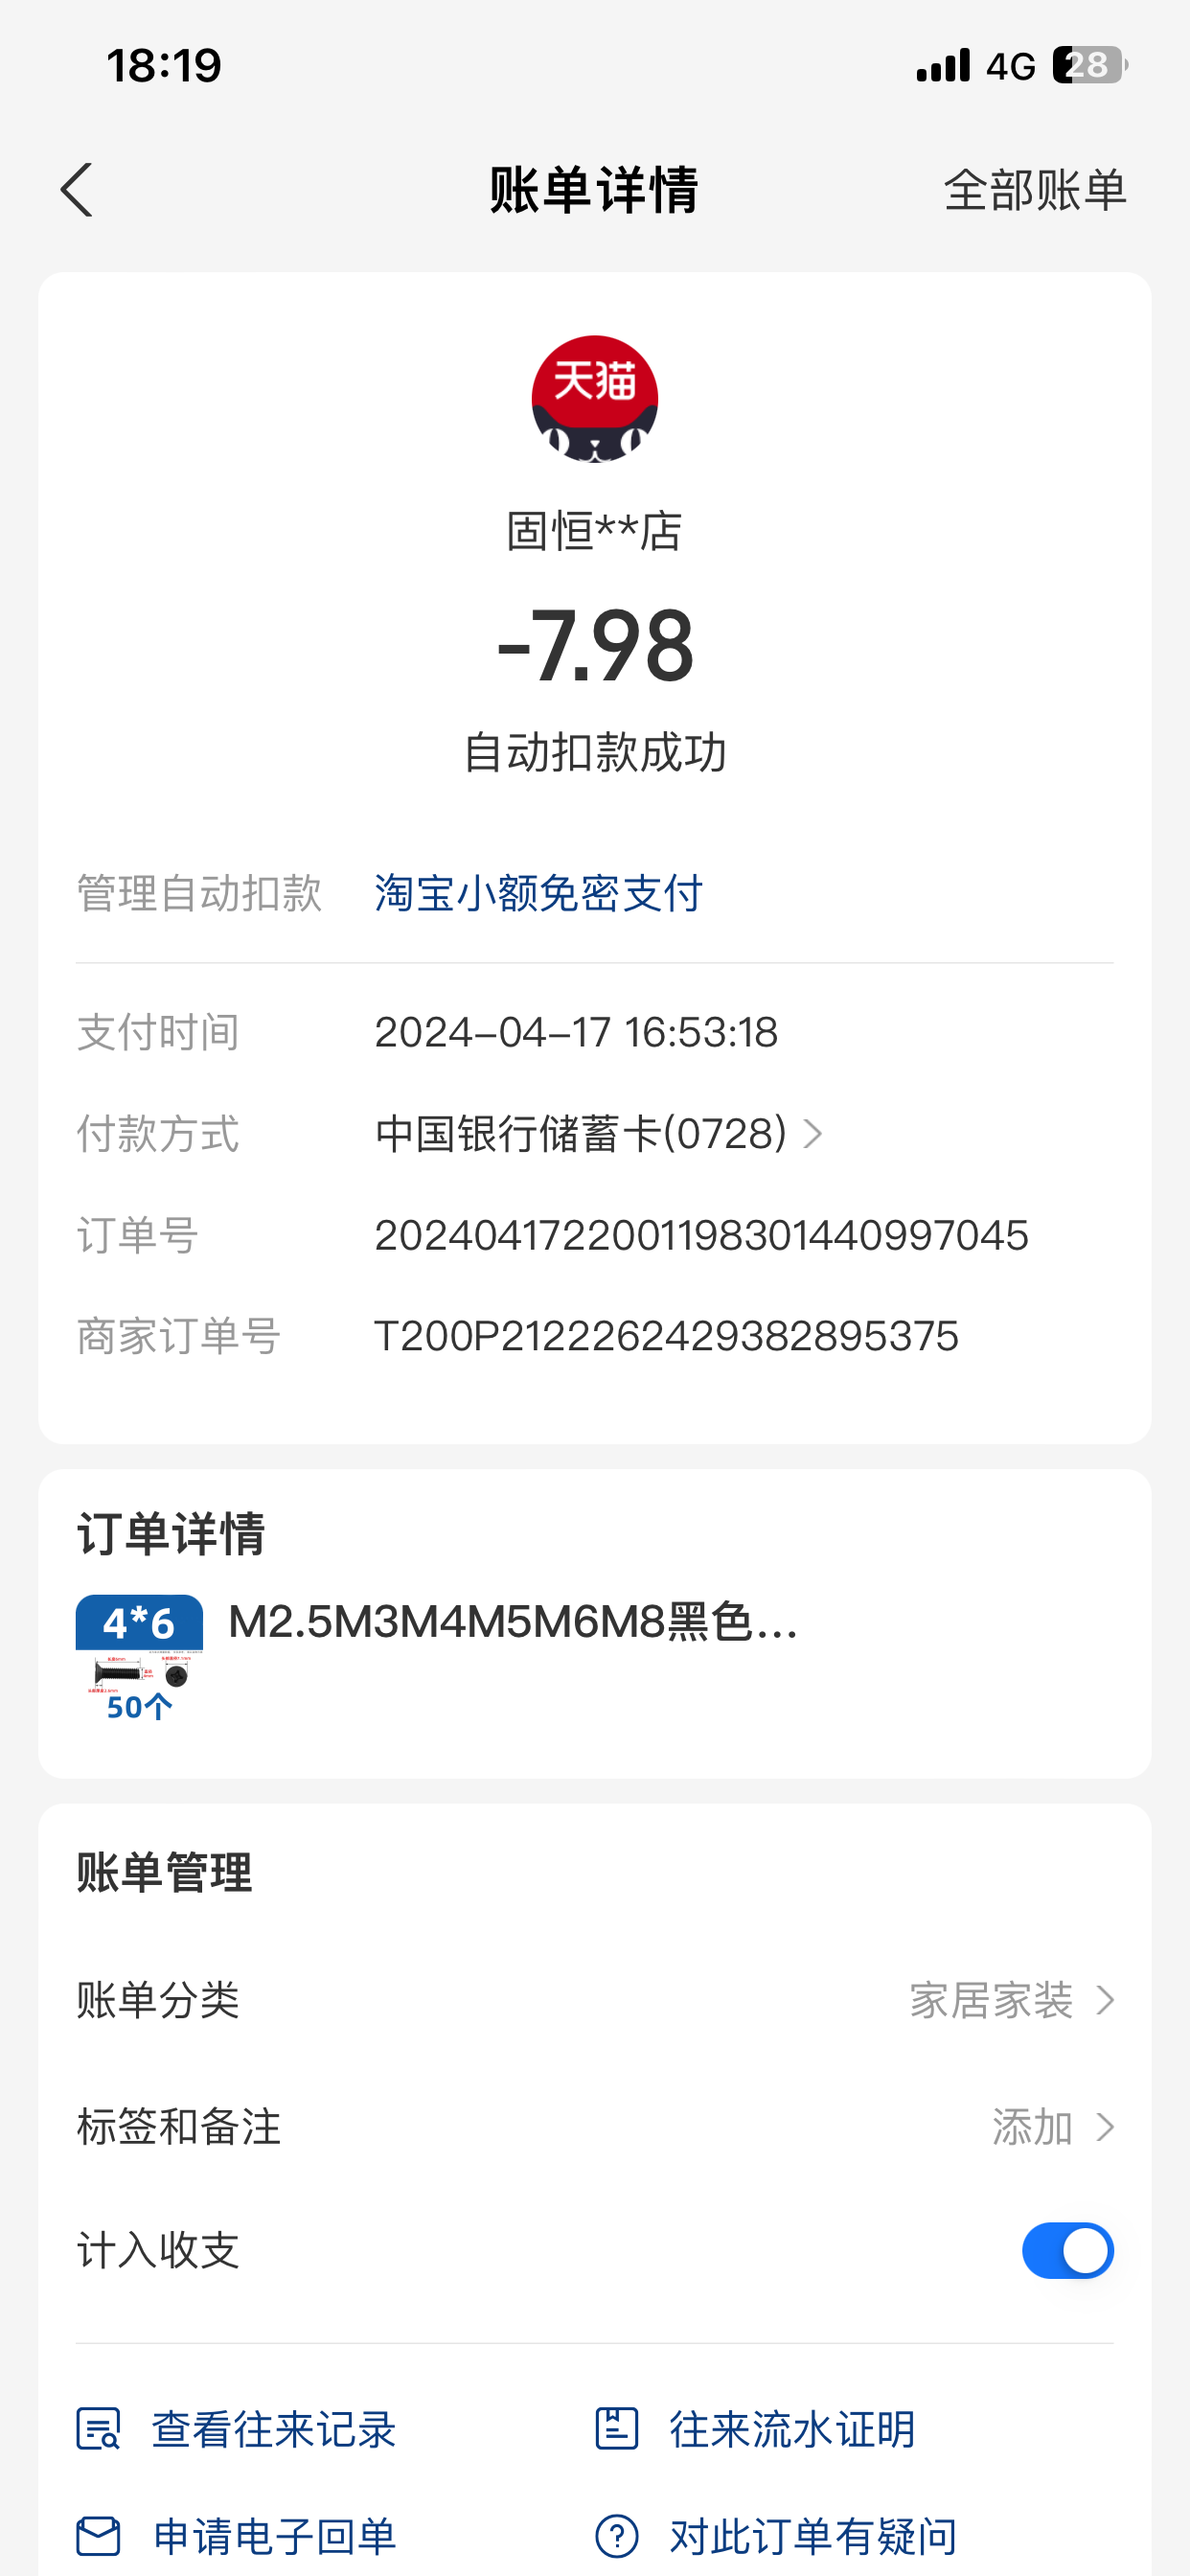 18:19 4G 28
账单详情 全部账单
天猫
固恒**店
-7.98
自动扣款成功
管理自动扣款 淘宝小额免密支付
支付时间 2024-04-17 16:53:18
付款方式 中国银行储蓄卡(0728)
订单号 2024041722001198301440997045
商家订单号 T200P2122262429382895375
订单详情
4*6
M2.5M3M4M5M6M8黑色...
50个
账单管理
账单分类 家居家装
标签和备注 添加
计入收支
查看往来记录 往来流水证明
申请电子回单 对此订单有疑问